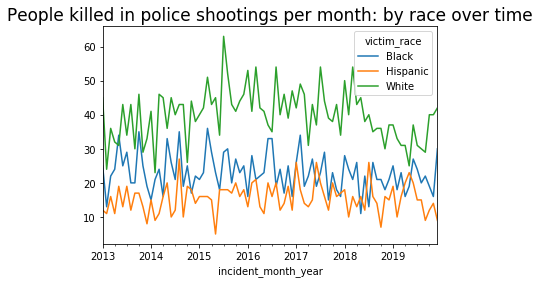 People killed in police shootings per month: by race over time
victim_race
Black
Hispanic
White
60
50
40
30
20
10
2013 2014 2015 2016 2017 2018 2019
incident_month_year